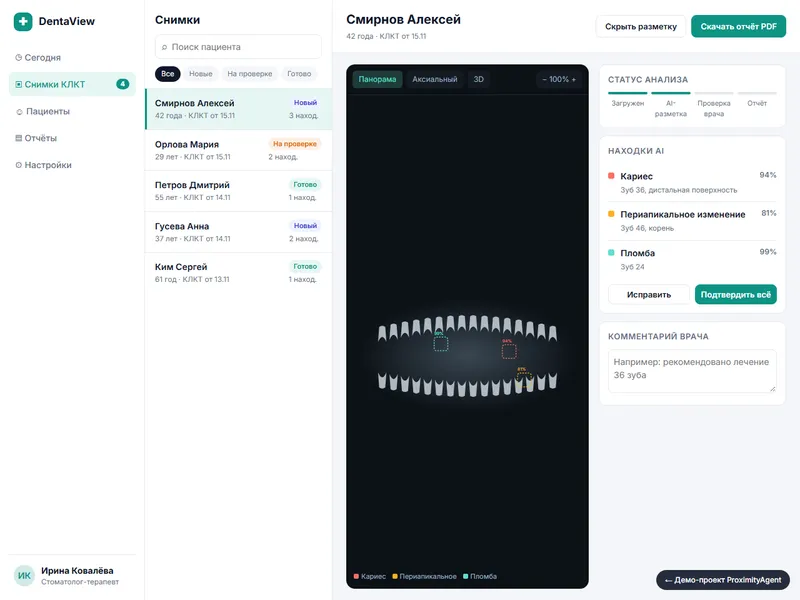 DentaView
Сегодня
Снимки КЛКТ 4
Пациенты
Отчёты
Настройки
ИК
Ирина Ковалёва
Стоматолог-терапевт
Снимки
Поиск пациента
Все Новые На проверке Готово
Смирнов Алексей Новый
42 года · КЛКТ от 15.11 3 наход.
Орлова Мария На проверке
29 лет · КЛКТ от 15.11 2 наход.
Петров Дмитрий Готово
55 лет · КЛКТ от 14.11 1 наход.
Гусева Анна Новый
37 лет · КЛКТ от 14.11 2 наход.
Ким Сергей Готово
61 год · КЛКТ от 13.11 1 наход.
Смирнов Алексей
42 года · КЛКТ от 15.11
Скрыть разметку
Скачать отчёт PDF
Панорама Аксиальный 3D − 100% +
99%
94%
81%
Кариес Периапикальное Пломба
СТАТУС АНАЛИЗА
Загружен
AI-разметка
Проверка врача
Отчёт
НАХОДКИ AI
Кариес 94%
Зуб 36, дистальная поверхность
Периапикальное изменение 81%
Зуб 46, корень
Пломба 99%
Зуб 24
Исправить
Подтвердить всё
КОММЕНТАРИЙ ВРАЧА
Например: рекомендовано лечение
36 зуба
← Демо-проект ProximityAgent